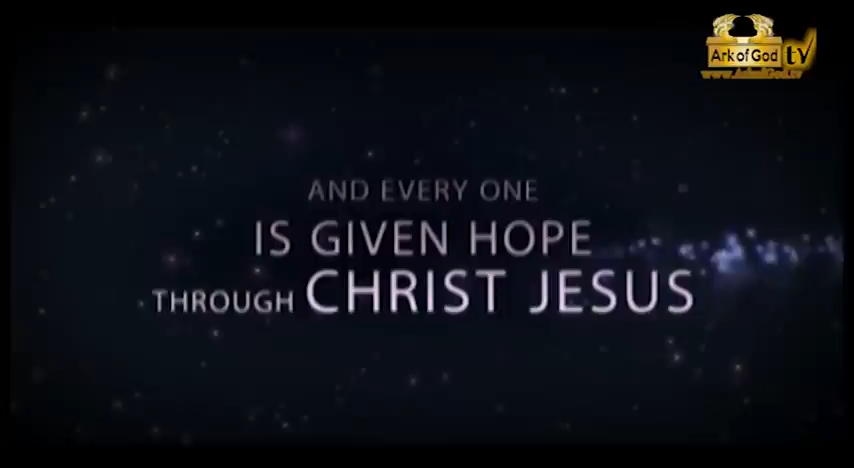 Ark of God tv
AND EVERY ONE
IS GIVEN HOPE
THROUGH CHRIST JESUS